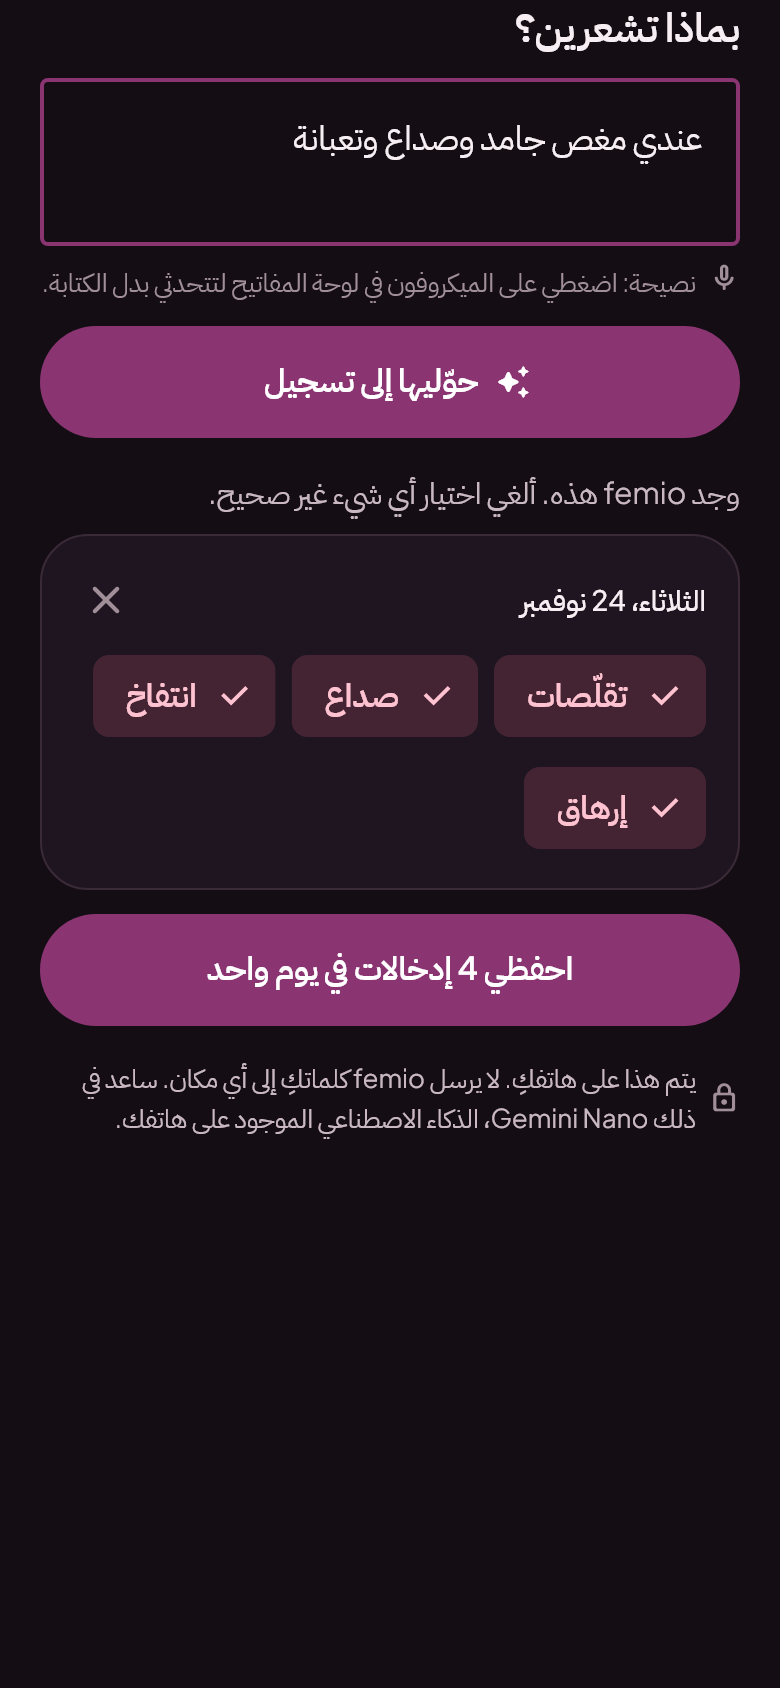 بماذا تشعرين؟
عندي مغص جامد وصداع وتعبانة
نصيحة: اضغطي على الميكروفون في لوحة المفاتيح لتتحدثي بدل الكتابة.
حوّليها إلى تسجيل
وجد femio هذه. ألغي اختيار أي شيء غير صحيح.
الثلاثاء، 24 نوفمبر
تقلّصات صداع انتفاخ
إرهاق
احفظي 4 إدخالات في يوم واحد
يتم هذا على هاتفكِ. لا يرسل femio كلماتكِ إلى أي مكان. ساعد في
ذلك Gemini Nano، الذكاء الاصطناعي الموجود على هاتفك.